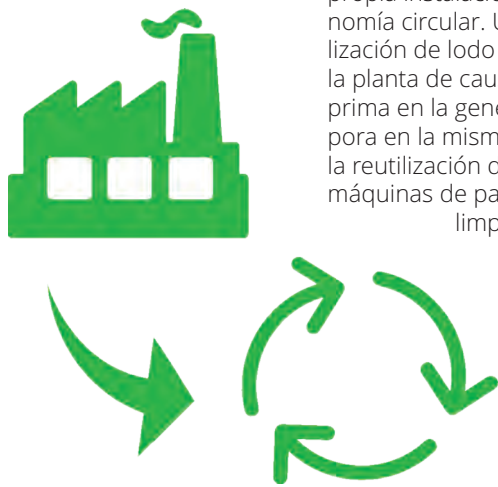 nomía circular. U
lización de lodo
la planta de cau
prima en la gene
pora en la mism
la reutilización d
máquinas de pa
limp